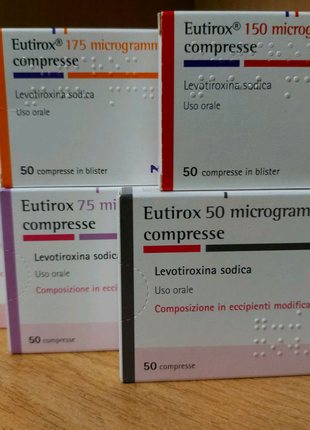 Eutirox® 175 microgramm
compresse
Levotiroxina sodica
Uso orale
50 compresse in blister
Eutirox® 150 microgr
compresse
Levotiroxina sodica
Uso orale
50 compresse in blister
Eutirox 75 mi
compresse
Levotiroxina sodica
Uso orale
Composizione in ecci
50 compresse
Eutirox 50 microgram
compresse
Levotiroxina sodica
Uso orale
Composizione in eccipienti modifica
50 compresse